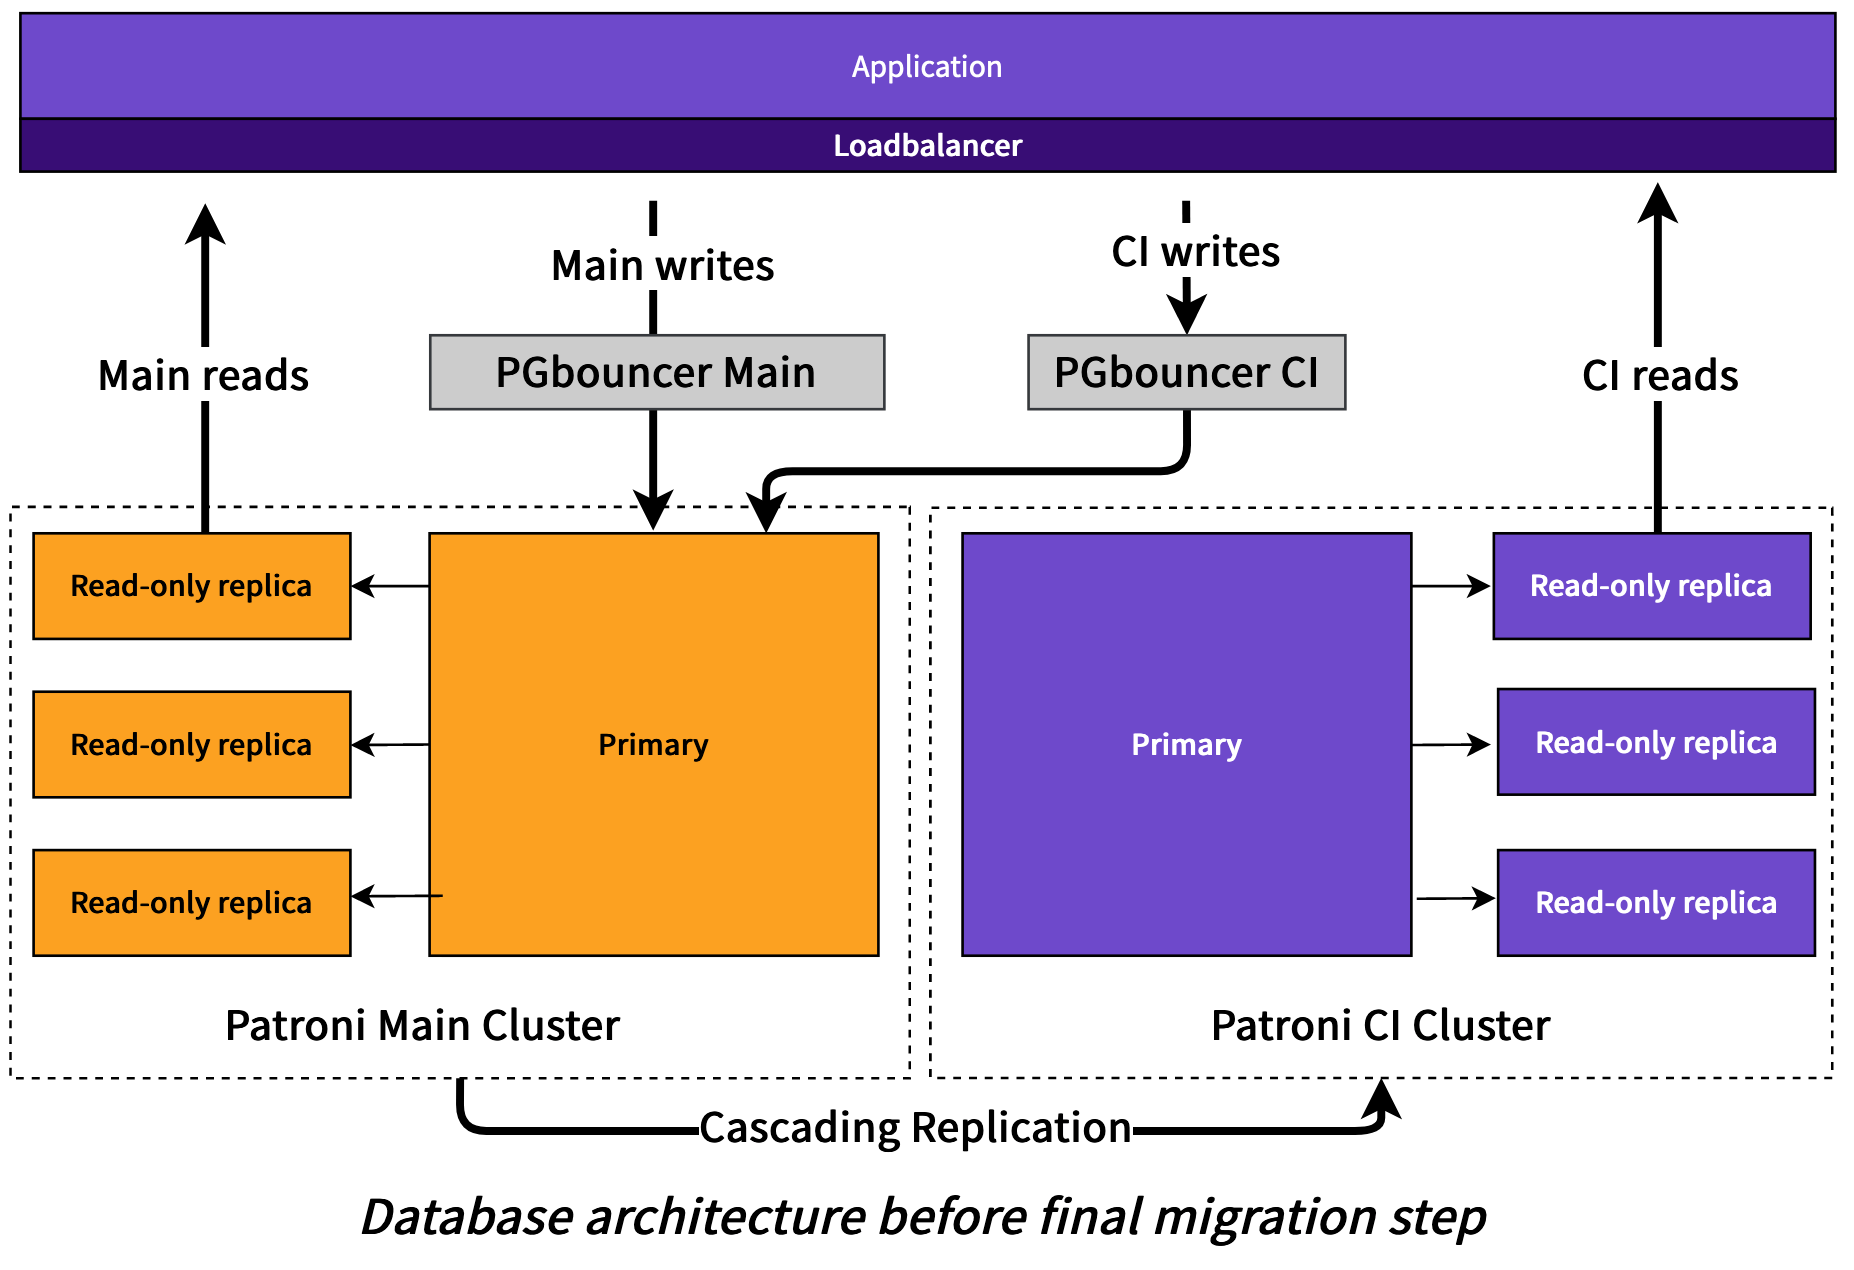 Application
Loadbalancer
Main writes
CI writes
Main reads
PGbouncer Main
PGbouncer CI
CI reads
Read-only replica
Read-only replica
Read-only replica
Primary
Primary
Read-only replica
Read-only replica
Read-only replica
Patroni Main Cluster
Patroni CI Cluster
Cascading Replication
Database architecture before final migration step